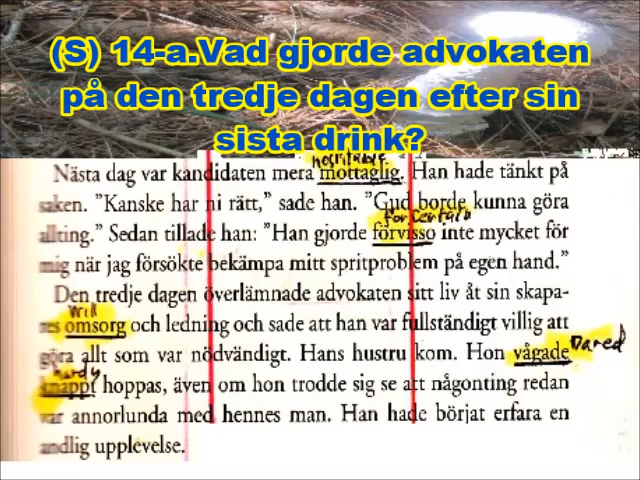 (S) 14-a.Vad gjorde advokaten
på den tredje dagen efter sin
sista drink?
hospitable
Nästa dag var kandidaten mera mottaglig. Han hade tänkt på
saken. ”Kanske har ni rätt,” sade han. ”Gud borde kunna göra
for certain
allting.” Sedan tillade han: ”Han gjorde förvisso inte mycket för
mig när jag försökte bekämpa mitt spritproblem på egen hand.”
Den tredje dagen överlämnade advokaten sitt liv åt sin skapa-
will
res omsorg och ledning och sade att han var fullständigt villig att
göra allt som var nödvändigt. Hans hustru kom. Hon vågade Dared
knappt hoppas, även om hon trodde sig se att någonting redan
var annorlunda med hennes man. Han hade börjat erfara en
andlig upplevelse.